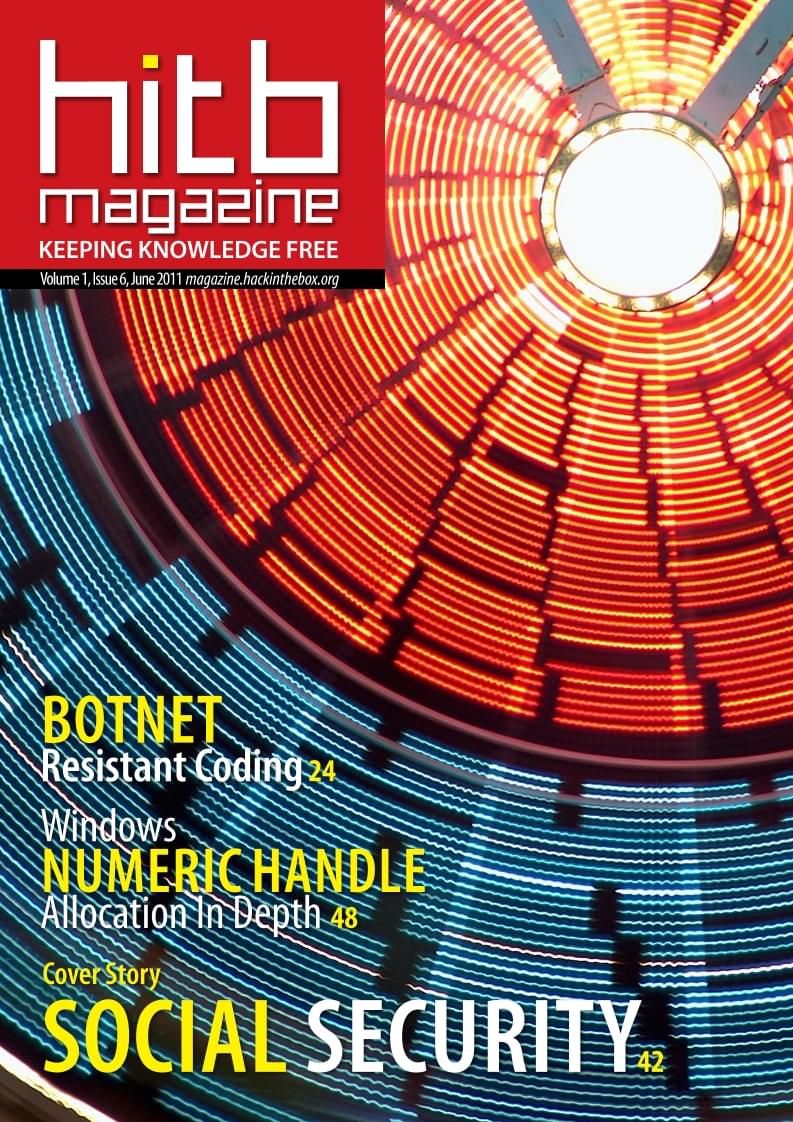 hitb
magazine
KEEPING KNOWLEDGE FREE
Volume 1, Issue 6, June 2011 magazine.hackinthebox.org
BOTNET
Resistant Coding 24
Windows
NUMERIC HANDLE
Allocation In Depth 48
Cover Story
SOCIAL SECURITY 42